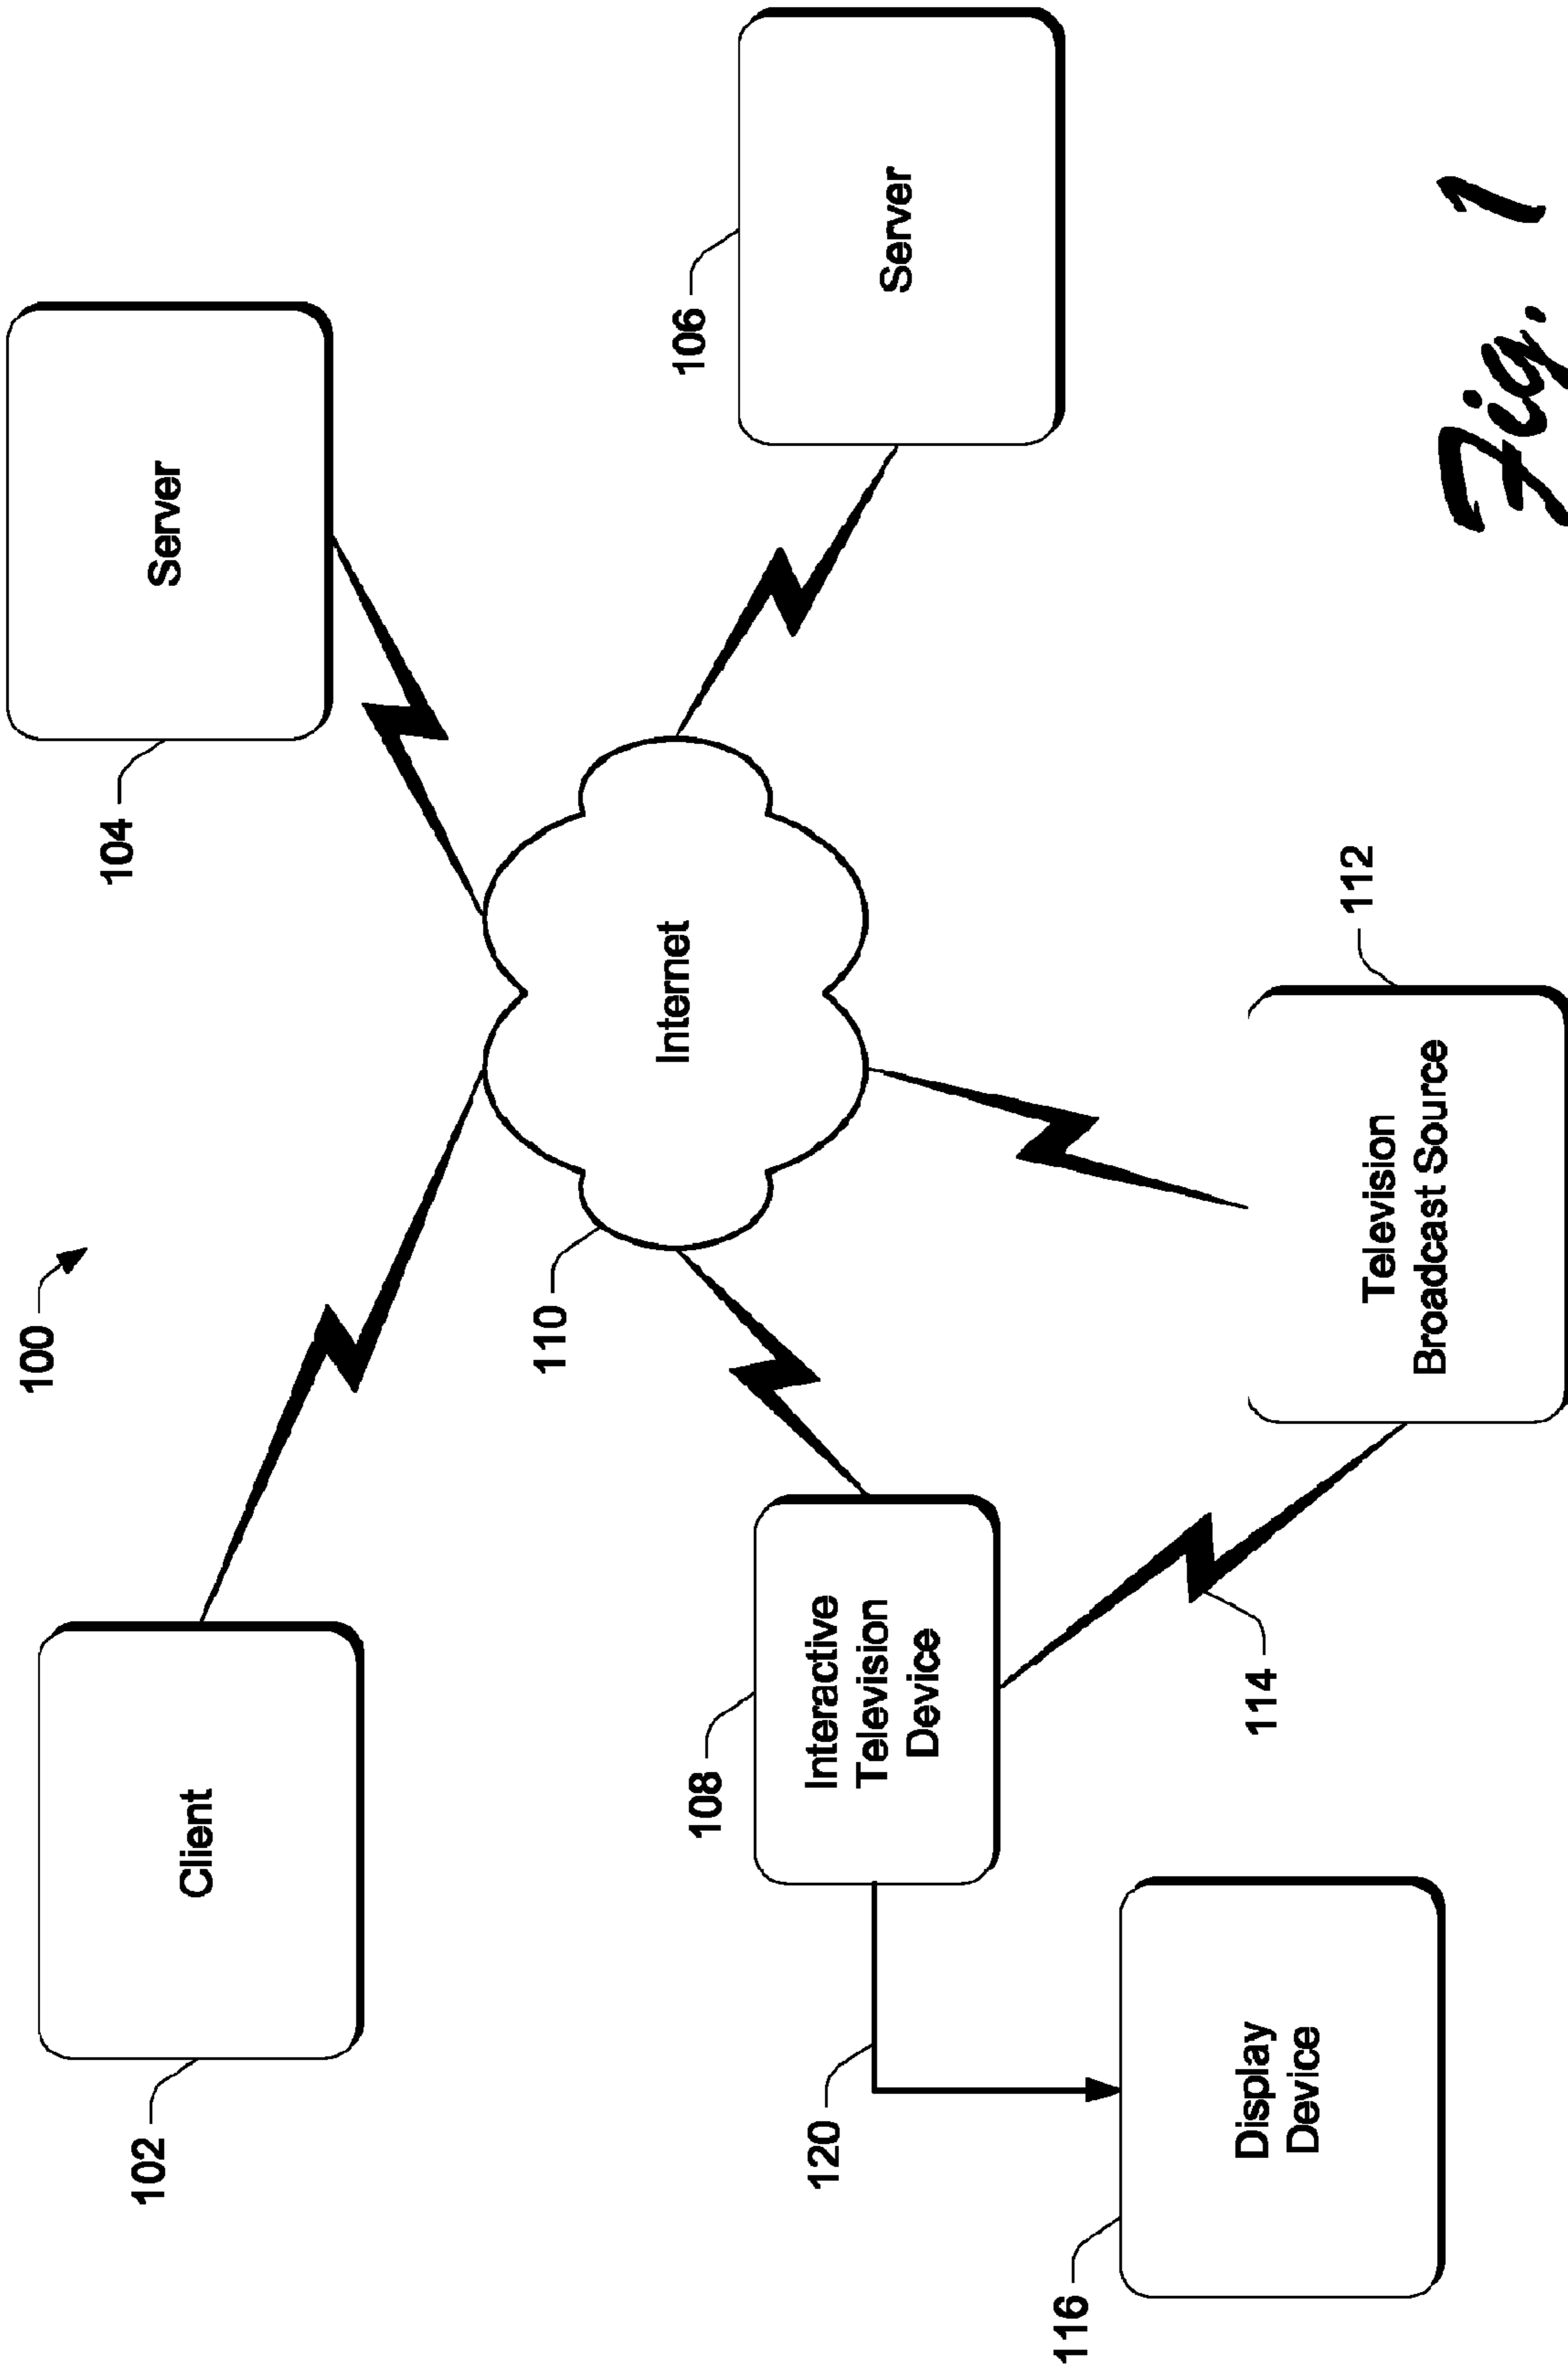 100
102
Client
104
Server
110
Internet
106
Server
108
Interactive
Television
Device
120
116
Display
Device
114
112
Television
Broadcast Source
Fig. 1